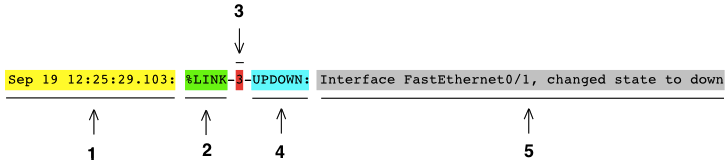 3
Sep 19 12:25:29.103: %LINK-3-UPDOWN: Interface FastEthernet0/1, changed state to down
1 2 4 5